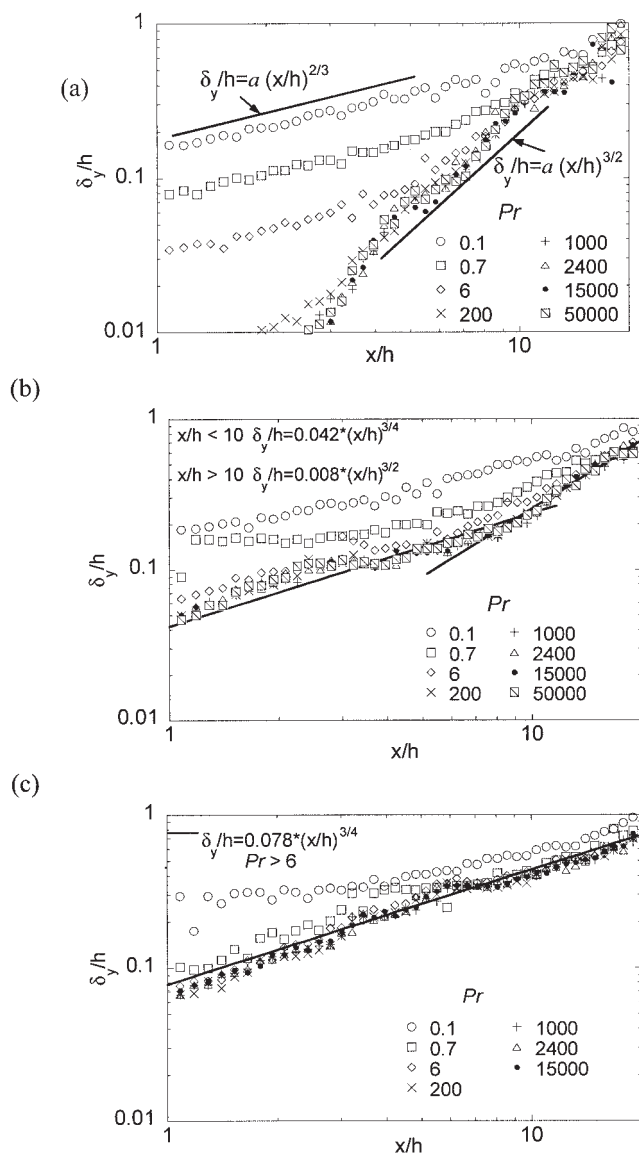 (a)
1
0.1
0.01
δy/h
δy/h=a (x/h)^2/3
δy/h=a (x/h)^3/2
Pr
0.1 1000
0.7 2400
6 15000
200 50000
1 10
x/h
(b)
1
0.1
0.01
δy/h
x/h < 10 δy/h=0.042*(x/h)^3/4
x/h > 10 δy/h=0.008*(x/h)^3/2
Pr
0.1 1000
0.7 2400
6 15000
200 50000
1 10
x/h
(c)
1
0.1
0.01
δy/h
δy/h=0.078*(x/h)^3/4
Pr > 6
Pr
0.1 1000
0.7 2400
6 15000
200
1 10
x/h